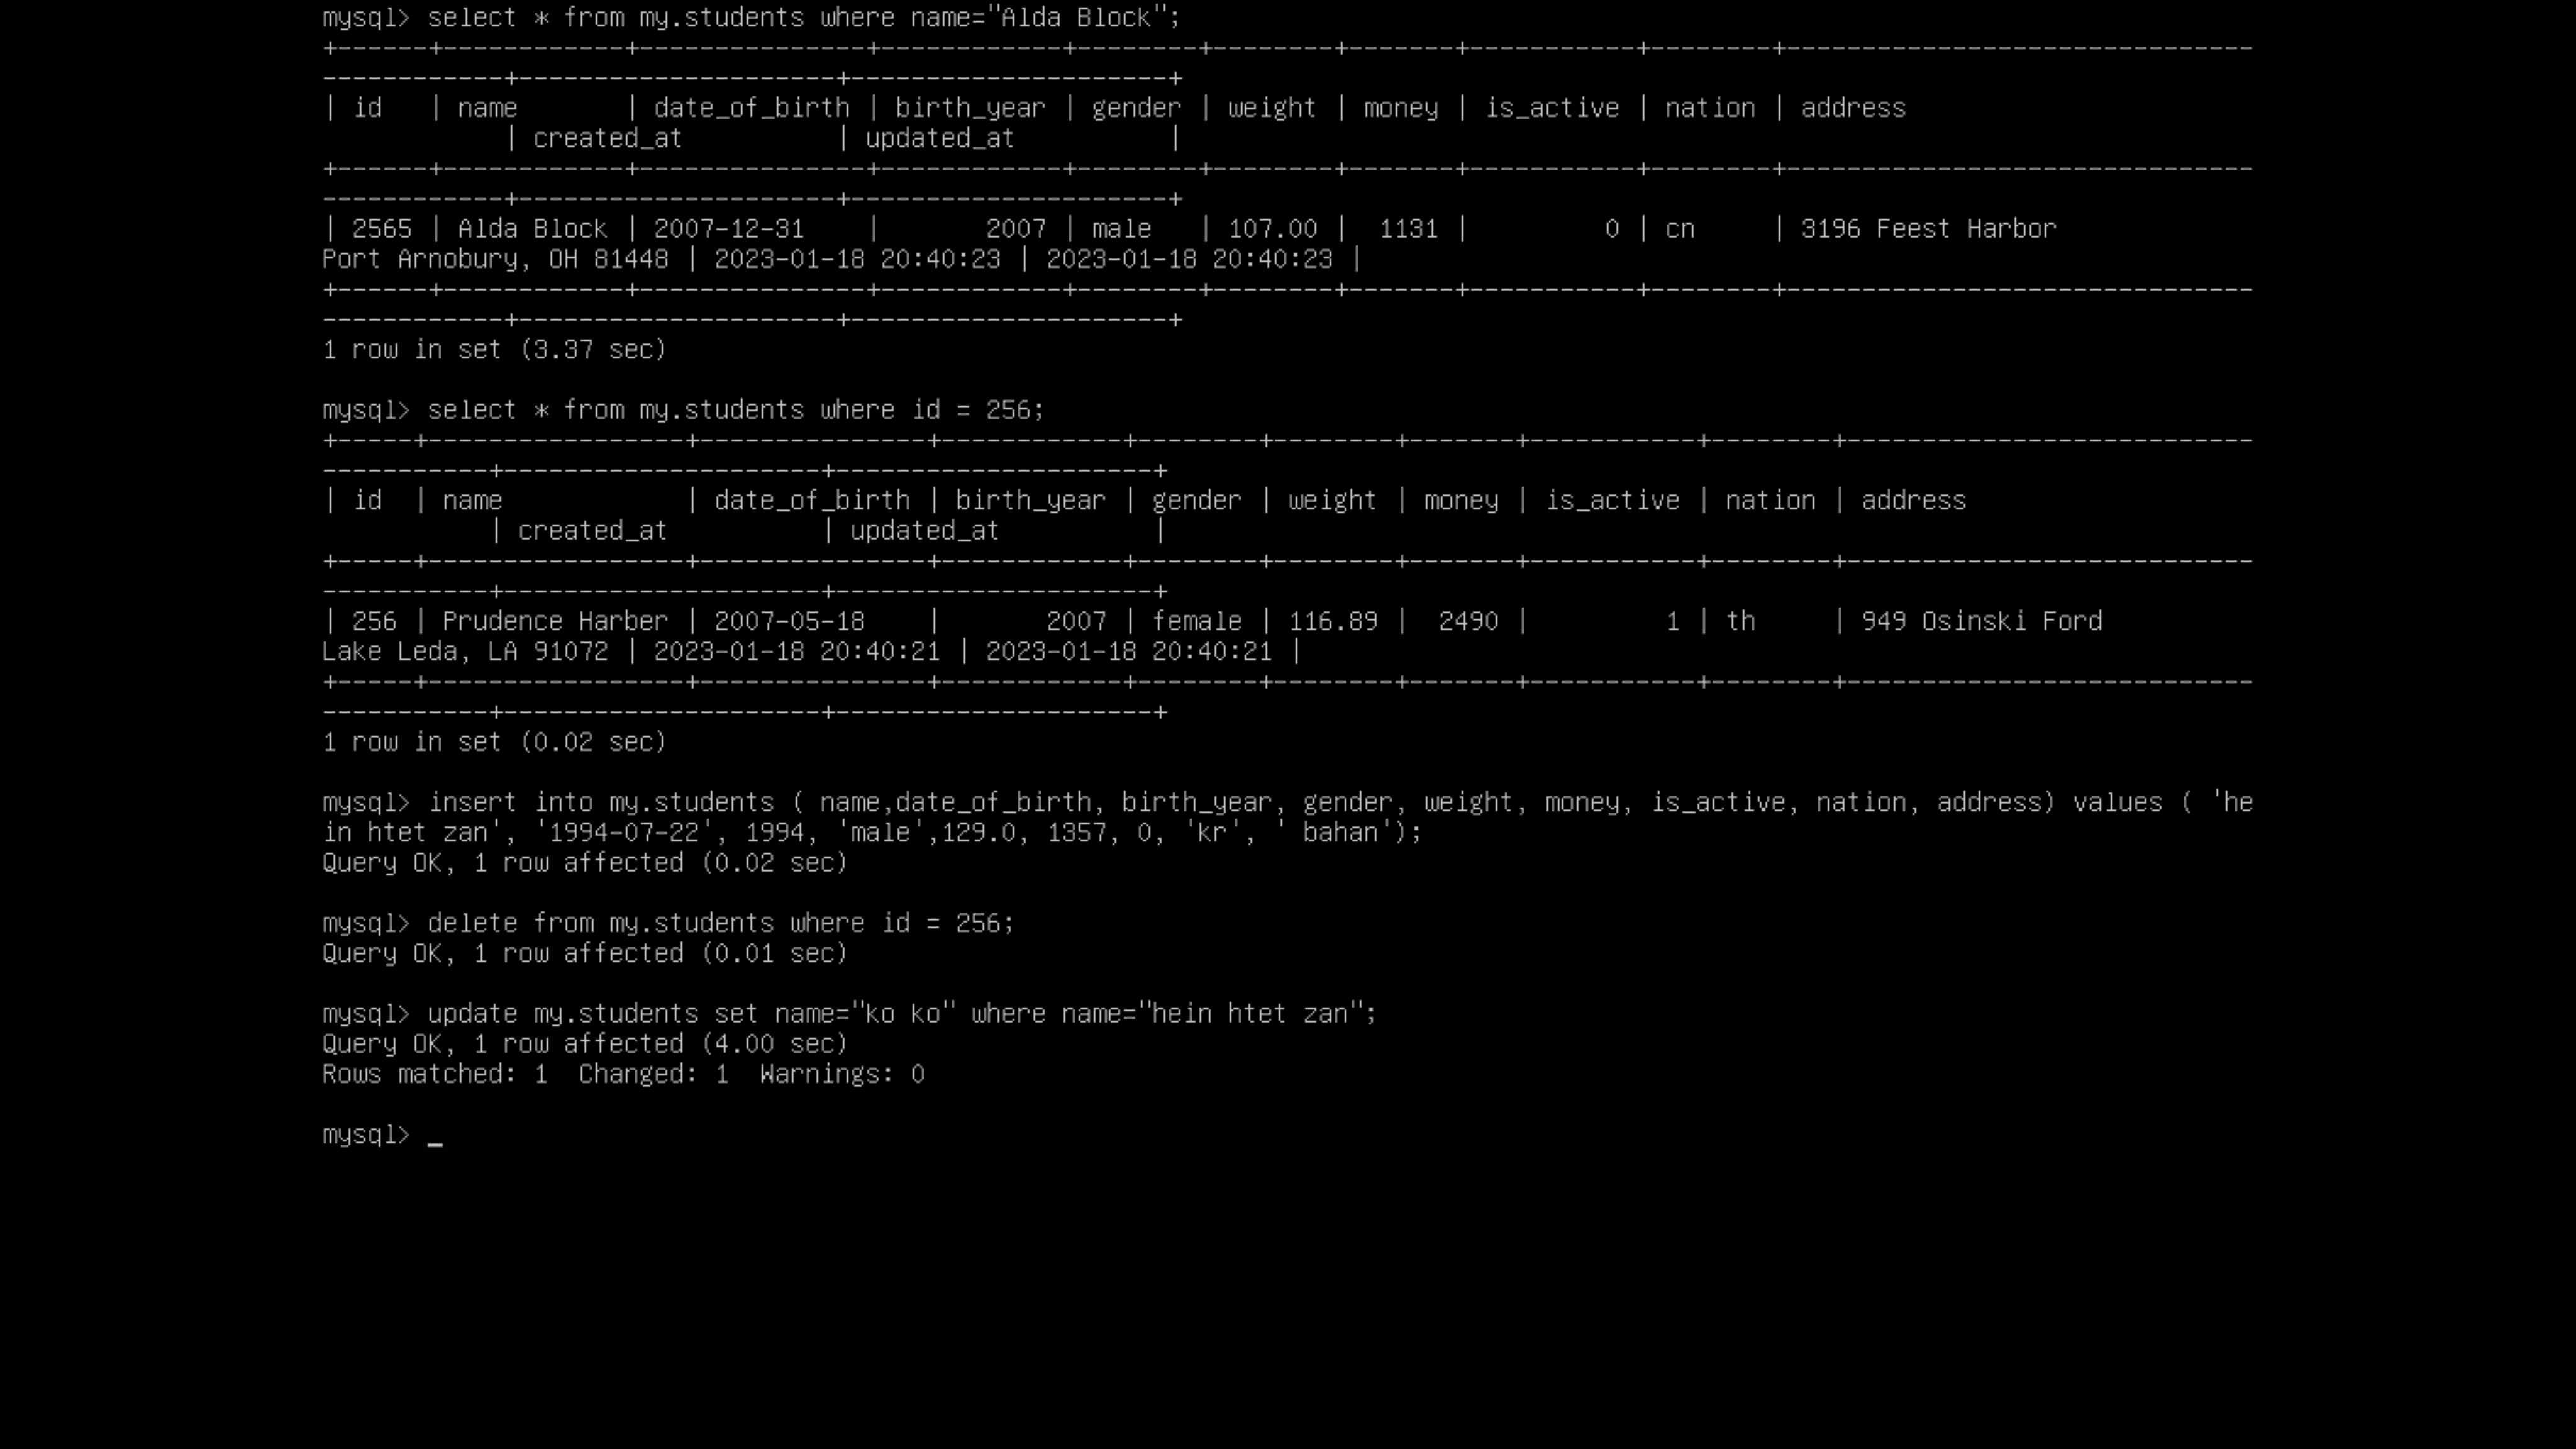 mysql> select * from my.students where name="Alda Block";
+------+------------+---------------+------------+--------+--------+-------+-----------+--------+-------------------------------
------------+---------------------+---------------------+
| id   | name       | date_of_birth | birth_year | gender | weight | money | is_active | nation | address
            | created_at          | updated_at          |
+------+------------+---------------+------------+--------+--------+-------+-----------+--------+-------------------------------
------------+---------------------+---------------------+
| 2565 | Alda Block | 2007-12-31    |       2007 | male   | 107.00 |  1131 |         0 | cn     | 3196 Feest Harbor
Port Arnobury, OH 81448 | 2023-01-18 20:40:23 | 2023-01-18 20:40:23 |
+------+------------+---------------+------------+--------+--------+-------+-----------+--------+-------------------------------
------------+---------------------+---------------------+
1 row in set (3.37 sec)

mysql> select * from my.students where id = 256;
+-----+----------------+---------------+------------+--------+--------+-------+-----------+--------+---------------------------
-----------+---------------------+---------------------+
| id  | name           | date_of_birth | birth_year | gender | weight | money | is_active | nation | address
           | created_at          | updated_at          |
+-----+----------------+---------------+------------+--------+--------+-------+-----------+--------+---------------------------
-----------+---------------------+---------------------+
| 256 | Prudence Harber | 2007-05-18    |       2007 | female | 116.89 |  2490 |         1 | th     | 949 Osinski Ford
Lake Leda, LA 91072 | 2023-01-18 20:40:21 | 2023-01-18 20:40:21 |
+-----+----------------+---------------+------------+--------+--------+-------+-----------+--------+---------------------------
-----------+---------------------+---------------------+
1 row in set (0.02 sec)

mysql> insert into my.students ( name,date_of_birth, birth_year, gender, weight, money, is_active, nation, address) values ( 'he
in htet zan', '1994-07-22', 1994, 'male',129.0, 1357, 0, 'kr', ' bahan');
Query OK, 1 row affected (0.02 sec)

mysql> delete from my.students where id = 256;
Query OK, 1 row affected (0.01 sec)

mysql> update my.students set name="ko ko" where name="hein htet zan";
Query OK, 1 row affected (4.00 sec)
Rows matched: 1  Changed: 1  Warnings: 0

mysql> _